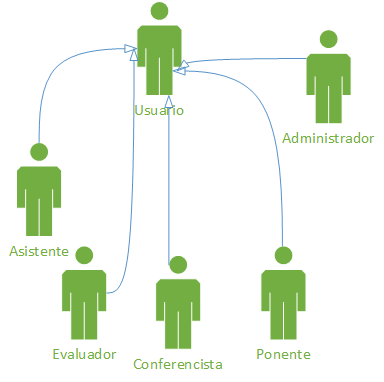 Usuario
Administrador
Asistente
Evaluador
Conferencista
Ponente